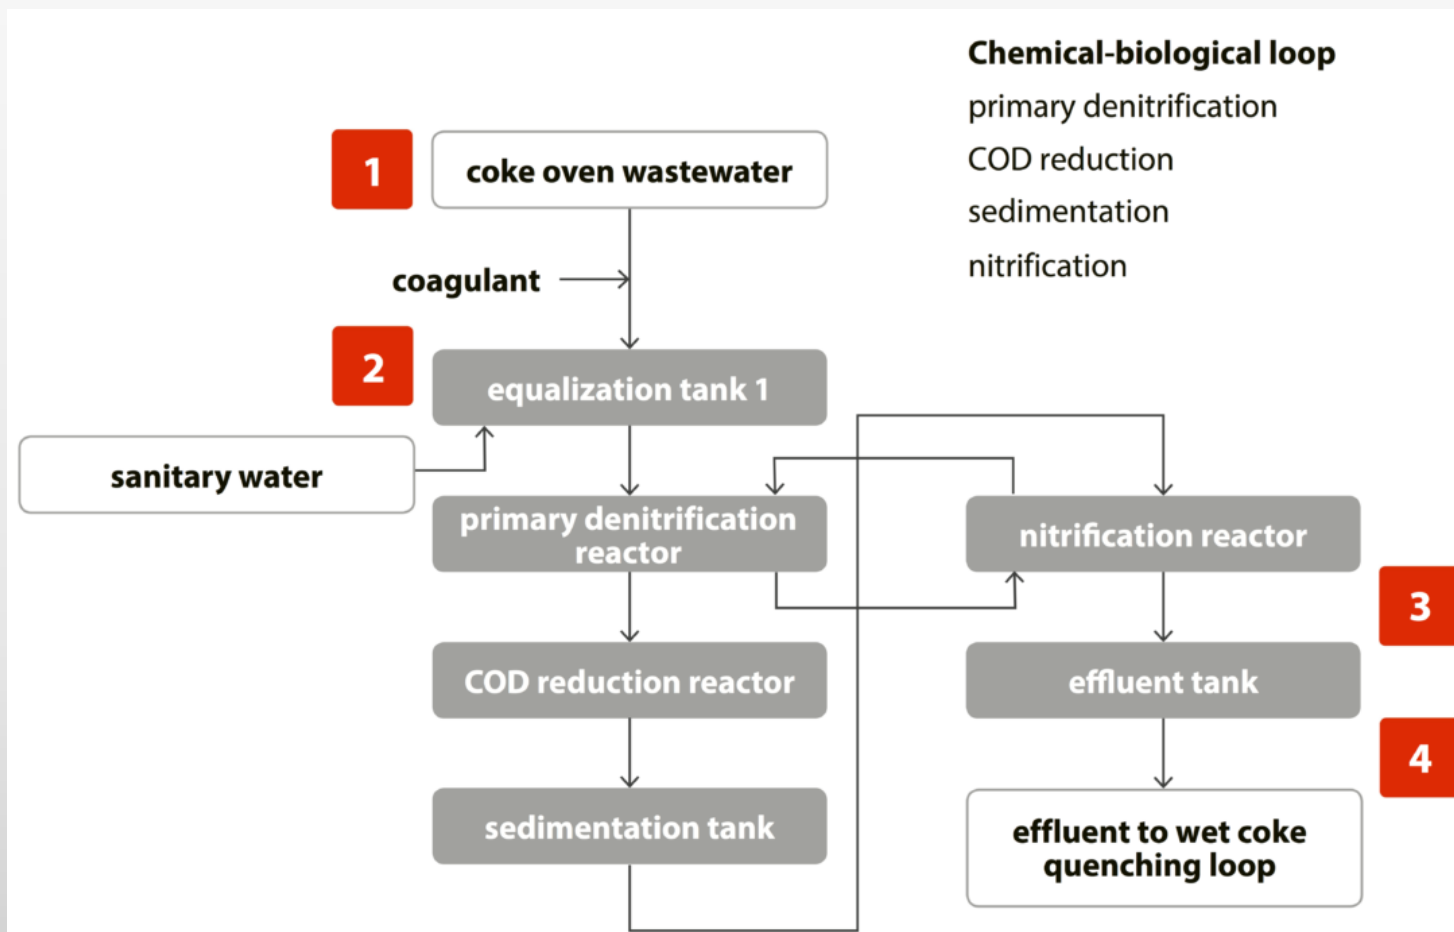 Chemical-biological loop
primary denitrification
COD reduction
sedimentation
nitrification
1
coke oven wastewater
coagulant
2
equalization tank 1
sanitary water
primary denitrification
reactor
nitrification reactor
3
COD reduction reactor
effluent tank
4
sedimentation tank
effluent to wet coke
quenching loop